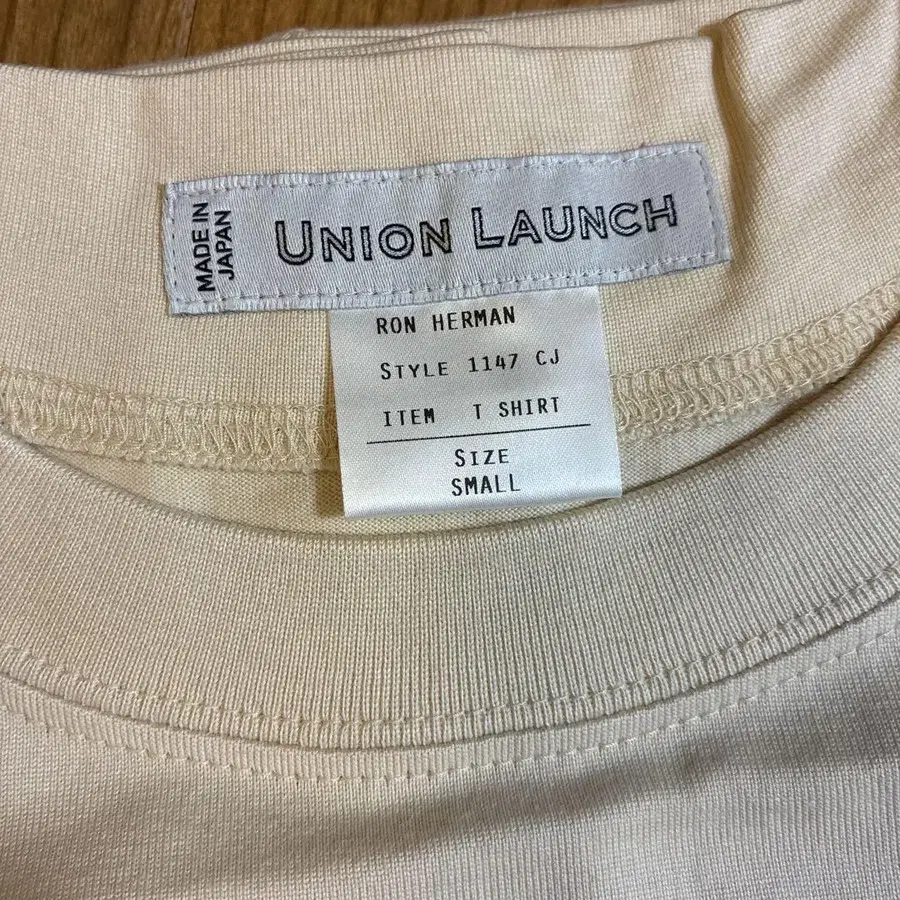 MADE IN
JAPAN
UNION LAUNCH
RON HERMAN
STYLE 1147 CJ
ITEM T SHIRT
SIZE
SMALL